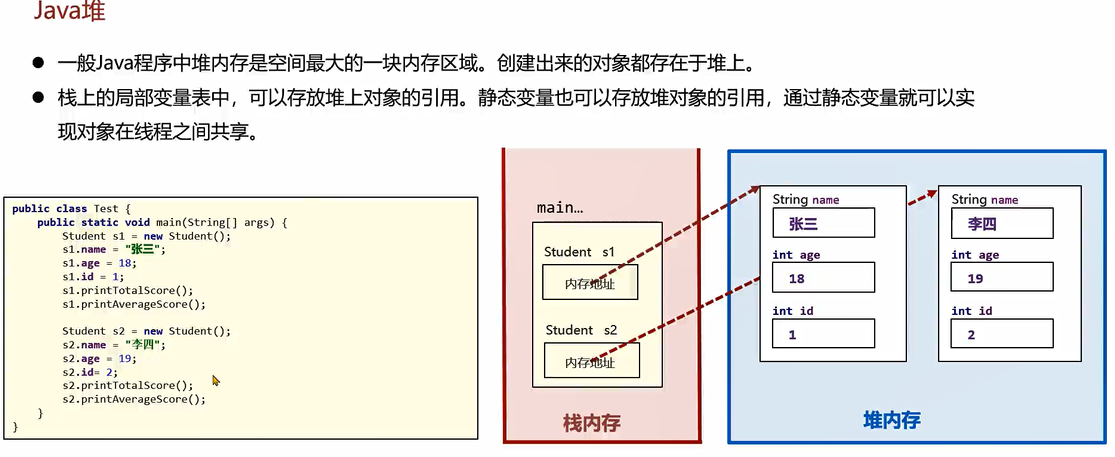 Java堆
● 一般Java程序中堆内存是空间最大的一块内存区域。创建出来的对象都存在于堆上。
● 栈上的局部变量表中，可以存放堆上对象的引用。静态变量也可以存放堆对象的引用，通过静态变量就可以实
现对象在线程之间共享。
public class Test {
    public static void main(String[] args) {
        Student s1 = new Student();
        s1.name = "张三";
        s1.age = 18;
        s1.id = 1;
        s1.printTotalScore();
        s1.printAverageScore();

        Student s2 = new Student();
        s2.name = "李四";
        s2.age = 19;
        s2.id= 2;
        s2.printTotalScore();
        s2.printAverageScore();
    }
}
main…
Student s1
内存地址
Student s2
内存地址
栈内存
String name
张三
int age
18
int id
1
String name
李四
int age
19
int id
2
堆内存